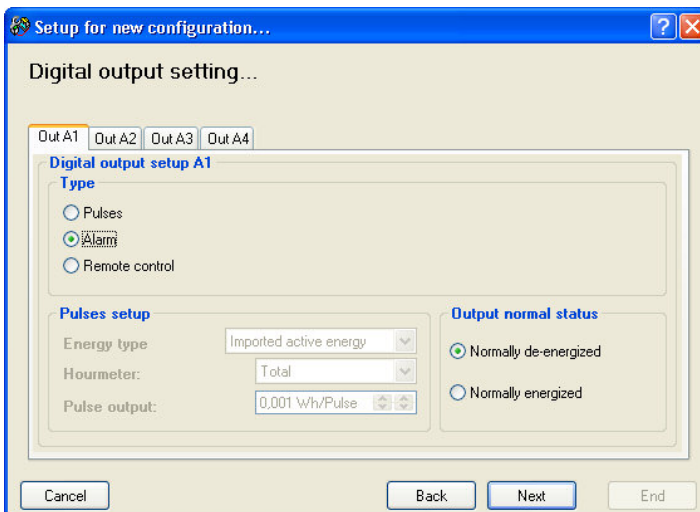 Setup for new configuration...
Digital output setting...
Out A1 Out A2 Out A3 Out A4
Digital output setup A1
Type
Pulses
Alarm
Remote control
Pulses setup
Energy type Imported active energy
Hourmeter: Total
Pulse output: 0,001 Wh/Pulse
Output normal status
Normally de-energized
Normally energized
Cancel Back Next End